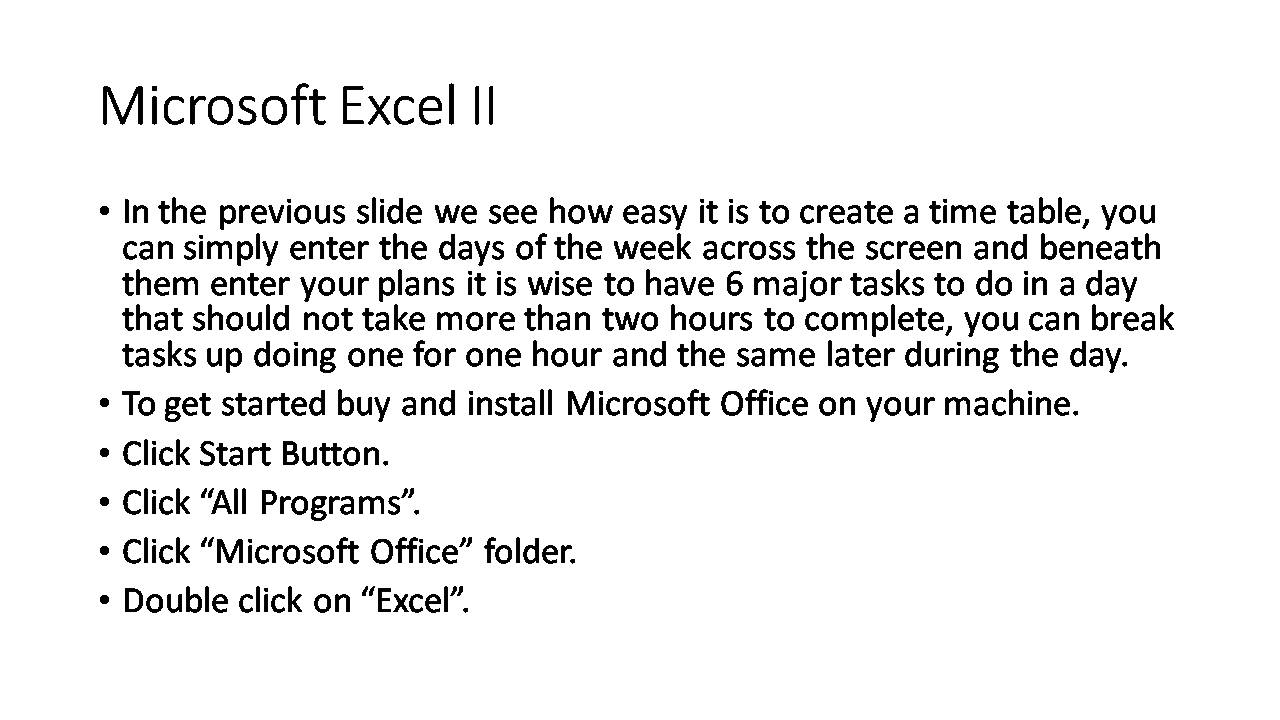 Microsoft Excel II
• In the previous slide we see how easy it is to create a time table, you
can simply enter the days of the week across the screen and beneath
them enter your plans it is wise to have 6 major tasks to do in a day
that should not take more than two hours to complete, you can break
tasks up doing one for one hour and the same later during the day.
• To get started buy and install Microsoft Office on your machine.
• Click Start Button.
• Click “All Programs”.
• Click “Microsoft Office” folder.
• Double click on “Excel”.